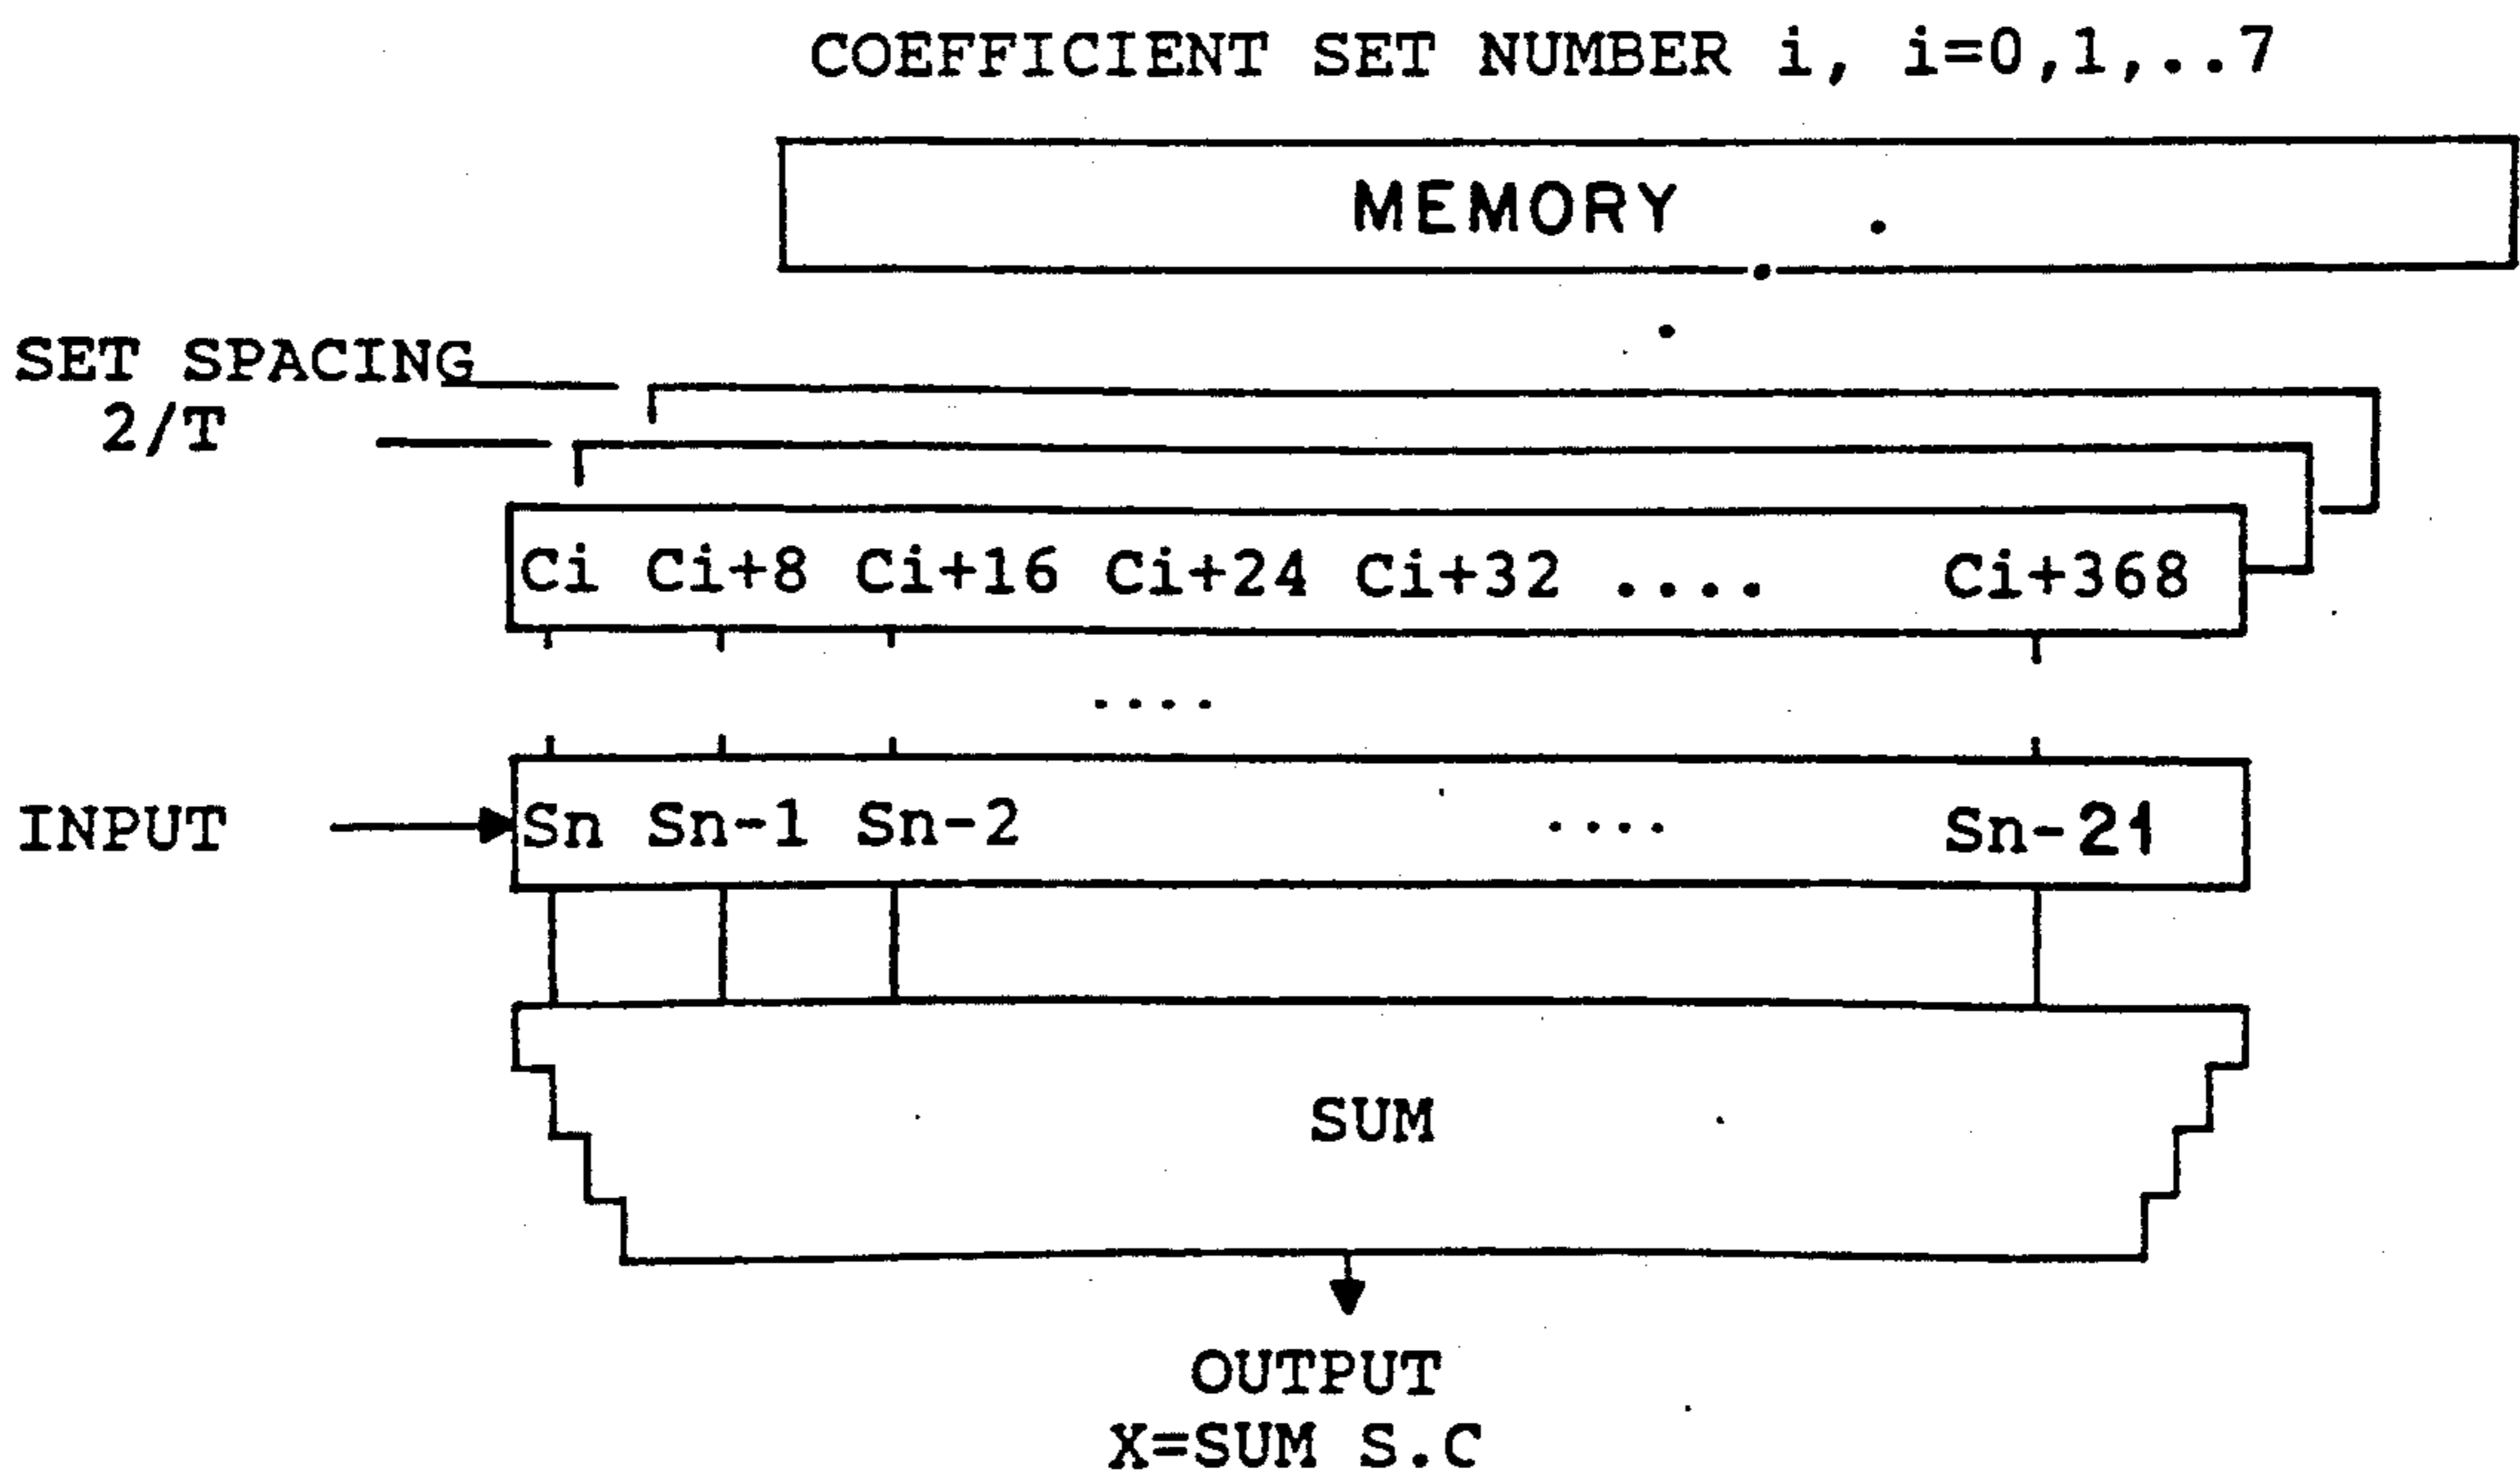 COEFFICIENT SET NUMBER i, i=0,1,..7
MEMORY
SET SPACING
2/T
Ci Ci+8 Ci+16 Ci+24 Ci+32 .... Ci+368
....
INPUT Sn Sn-1 Sn-2 .... Sn-21
SUM
OUTPUT
X=SUM S.C